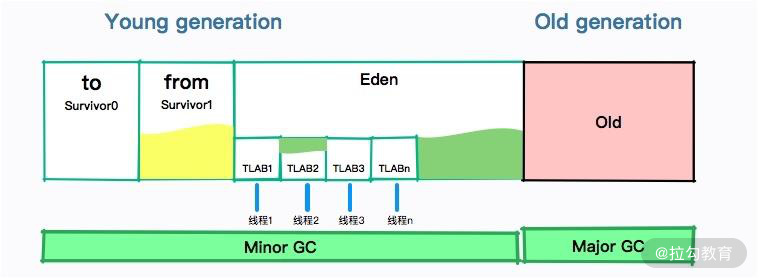 Young generation
Old generation
to
Survivor0
from
Survivor1
Eden
Old
TLAB1
TLAB2
TLAB3
TLABn
线程1
线程2
线程3
线程n
Minor GC
Major GC
@拉勾教育